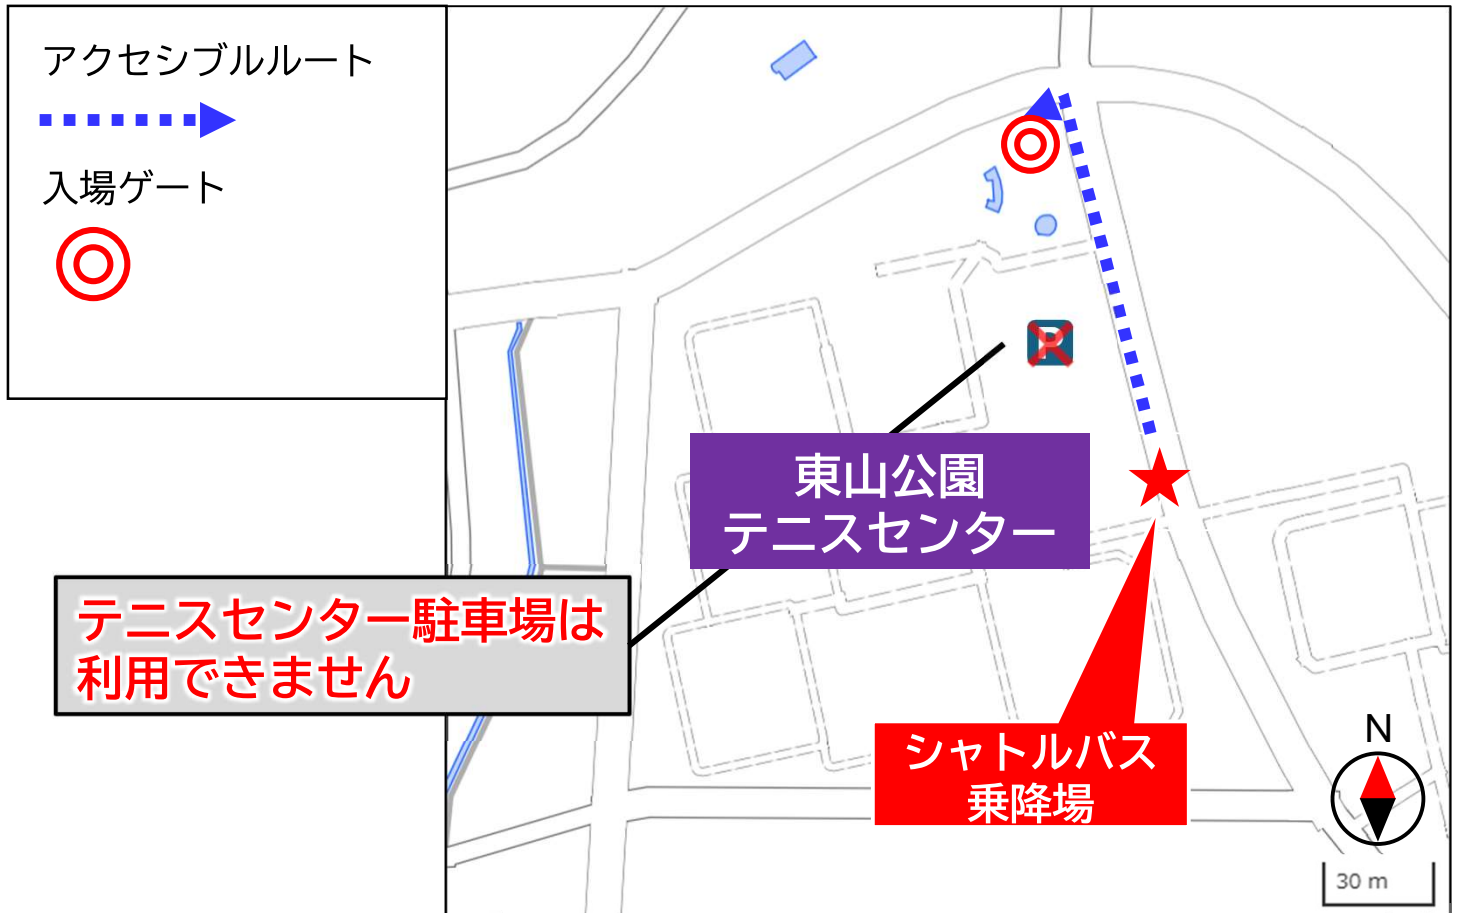 アクセシブルルート
入場ゲート
P
東山公園
テニスセンター
テニスセンター駐車場は
利用できません
シャトルバス
乗降場
N
30 m